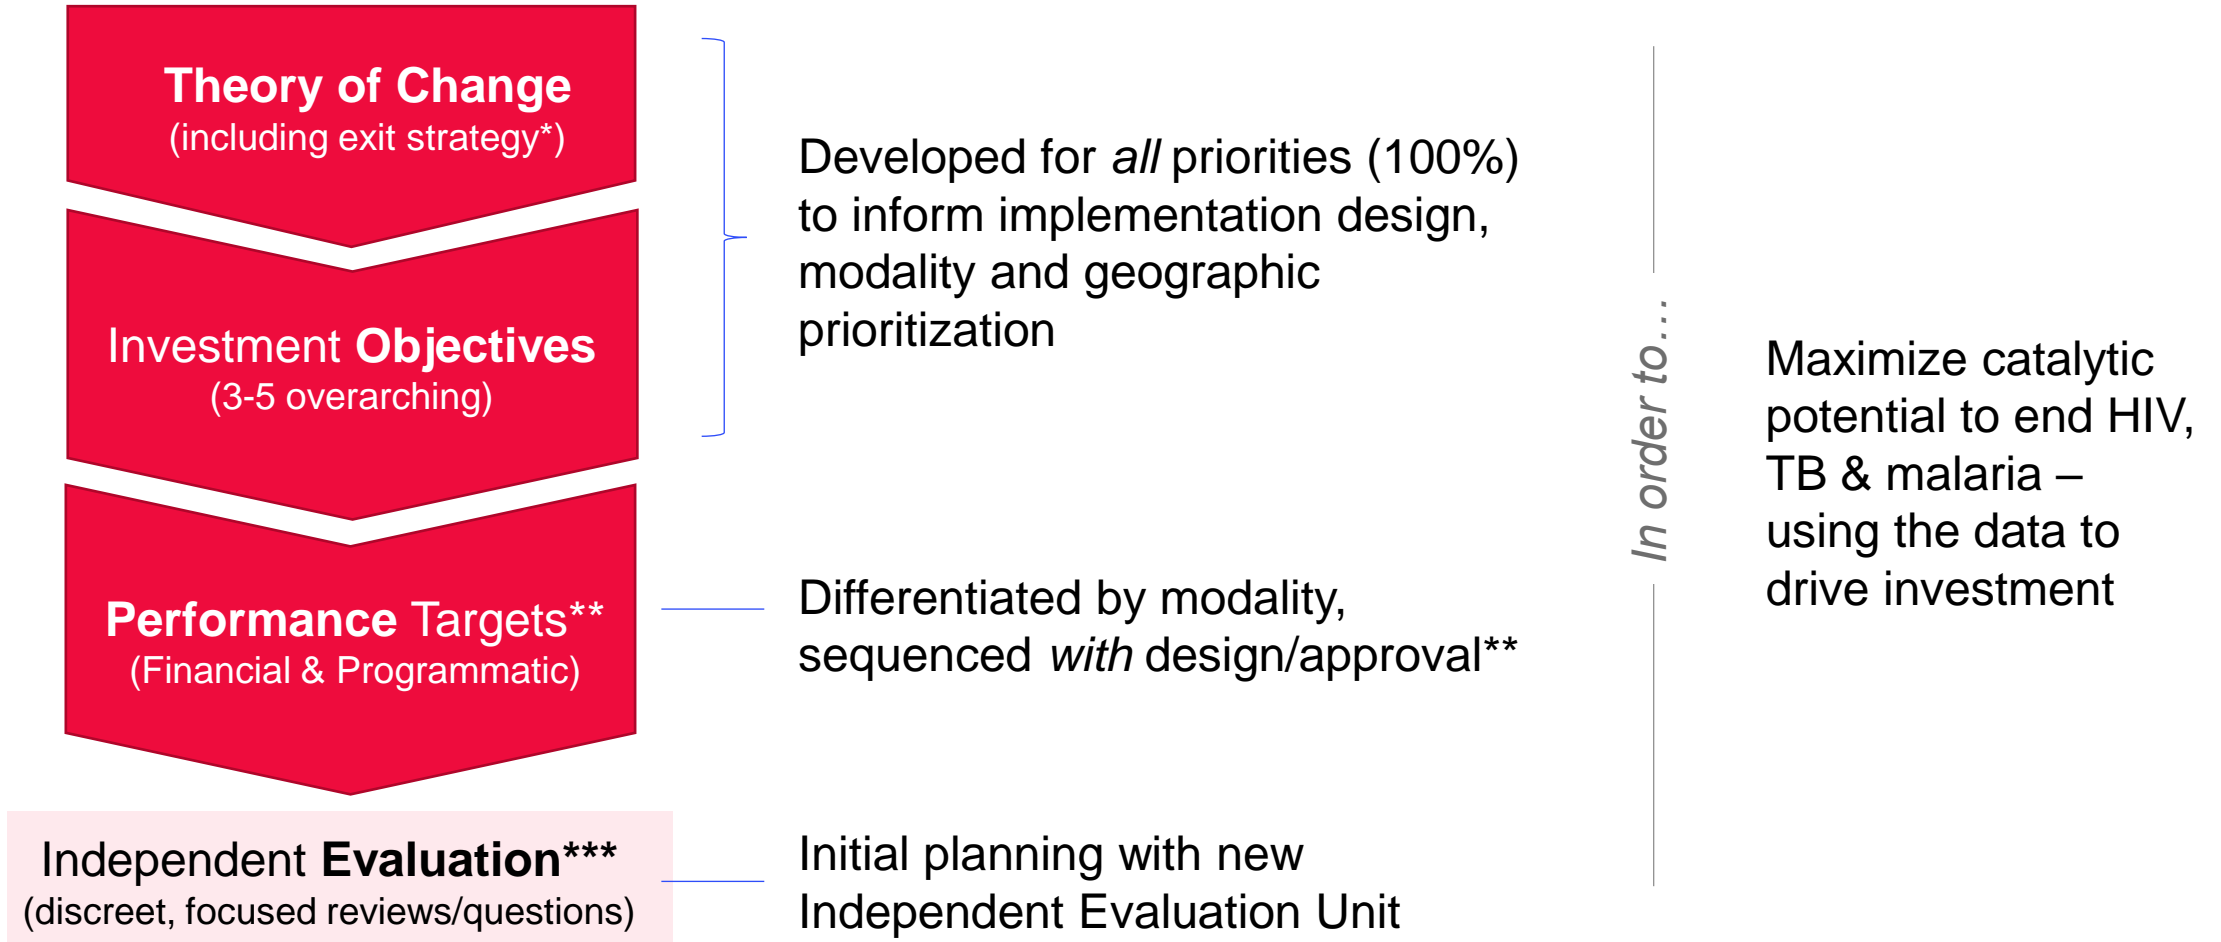 Theory of Change
(including exit strategy*)
Developed for all priorities (100%)
to inform implementation design,
modality and geographic
prioritization
Investment Objectives
(3-5 overarching)
Performance Targets**
(Financial & Programmatic)
Differentiated by modality,
sequenced with design/approval**
Independent Evaluation***
(discreet, focused reviews/questions)
Initial planning with new
Independent Evaluation Unit
In order to…
Maximize catalytic
potential to end HIV,
TB & malaria –
using the data to
drive investment